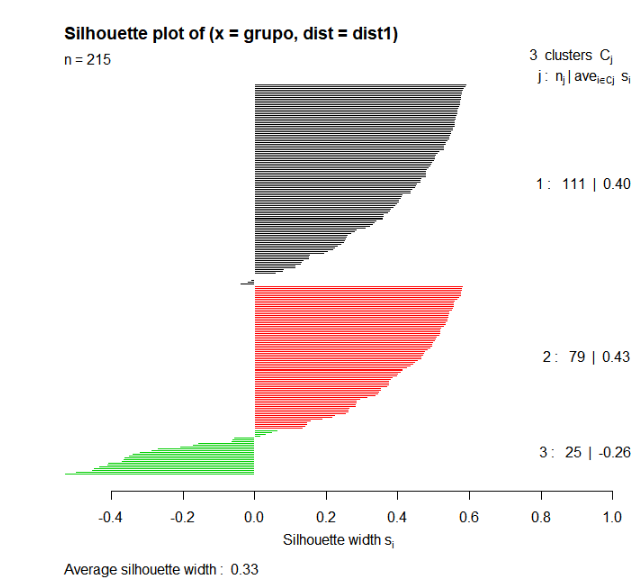 Silhouette plot of (x = grupo, dist = dist1)
n = 215
3 clusters Cj
j : nj | avei∈Cj si
1 : 111 | 0.40
2 : 79 | 0.43
3 : 25 | -0.26
-0.4 -0.2 0.0 0.2 0.4 0.6 0.8 1.0
Silhouette width si
Average silhouette width : 0.33